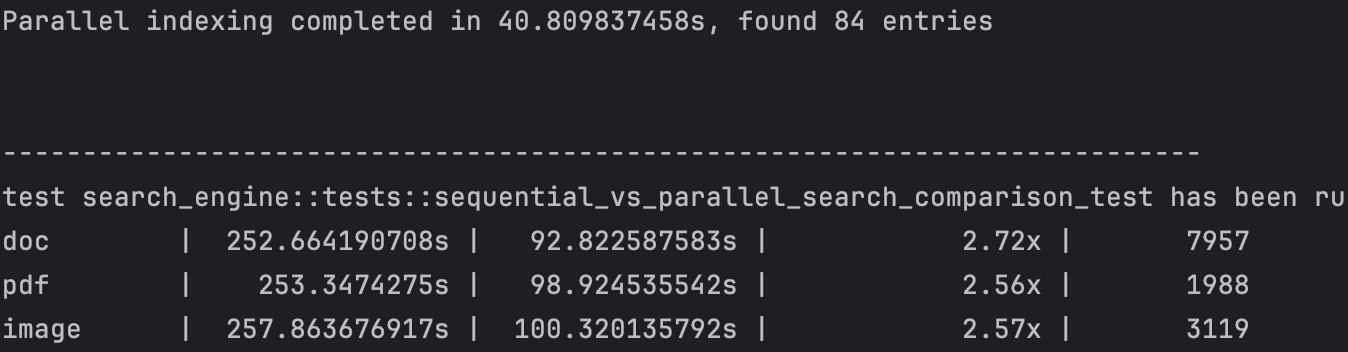 Parallel indexing completed in 40.809837458s, found 84 entries
---------------------------------------------------------------------------
test search_engine::tests::sequential_vs_parallel_search_comparison_test has been ru
doc | 252.664190708s | 92.822587583s | 2.72x | 7957
pdf | 253.3474275s | 98.924535542s | 2.56x | 1988
image | 257.863676917s | 100.320135792s | 2.57x | 3119